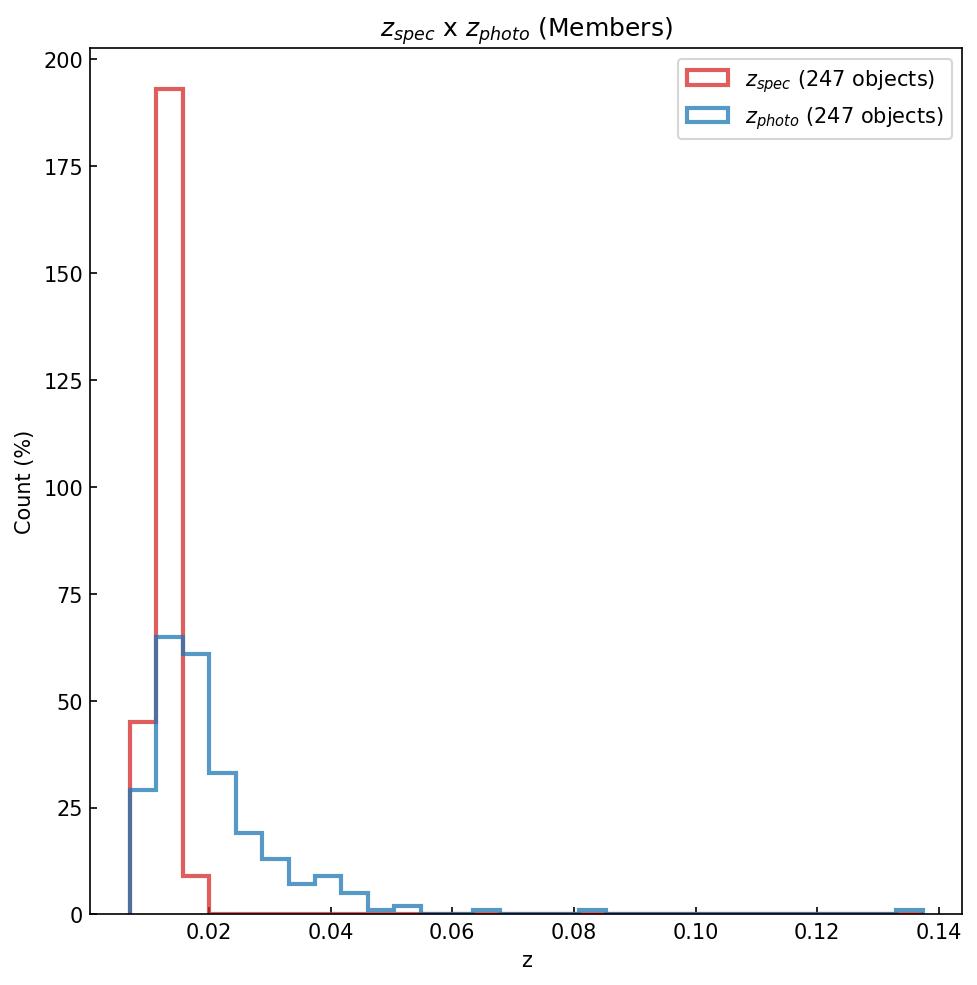 z_spec x z_photo (Members)
z_spec (247 objects)
z_photo (247 objects)
Count (%)
200
175
150
125
100
75
50
25
0
0.02 0.04 0.06 0.08 0.10 0.12 0.14
z